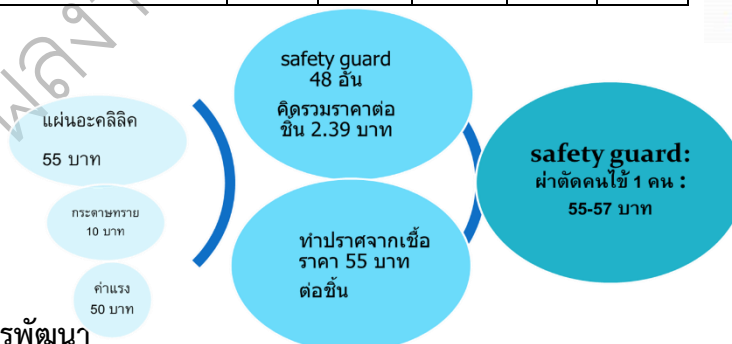 แผ่นอะคลิลิค
55 บาท
กระดาษทราย
10 บาท
ค่าแรง
50 บาท
safety guard
48 อัน
คิดรวมราคาต่อ
ชิ้น 2.39 บาท
ทำปราศจากเชื้อ
ราคา 55 บาท
ต่อชิ้น
safety guard:
ผ่าตัดคนไข้ 1 คน :
55-57 บาท
รพัฒนา